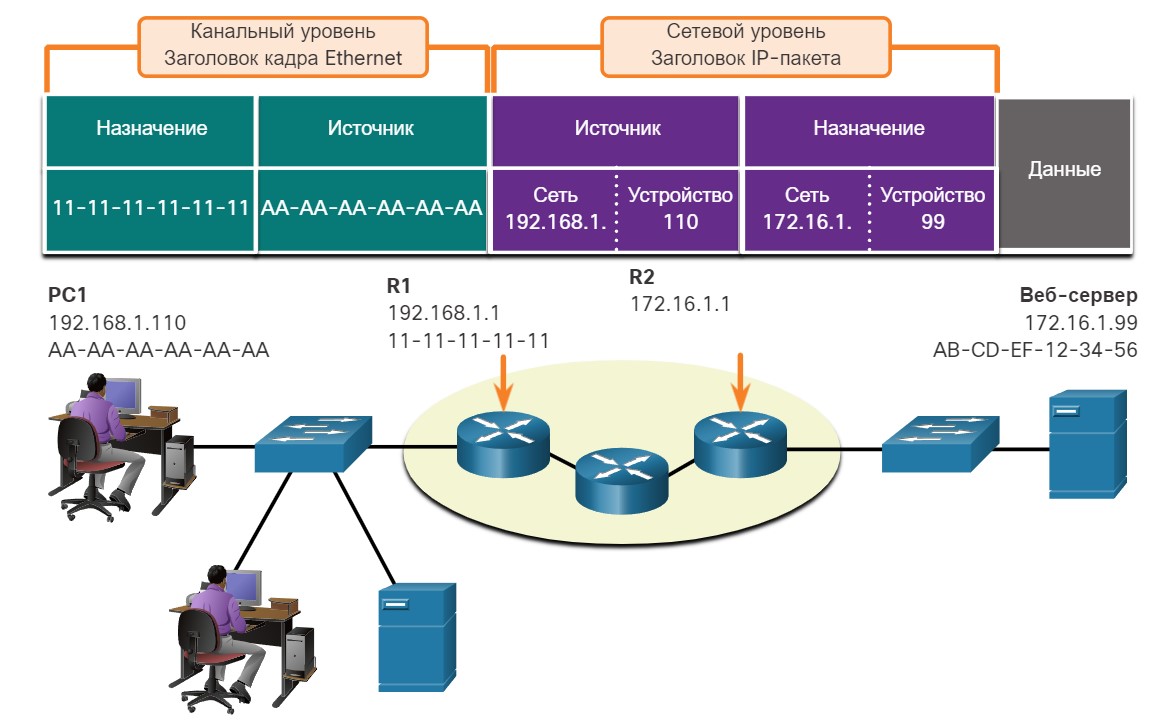 Канальный уровень
Заголовок кадра Ethernet
Сетевой уровень
Заголовок IP-пакета
Назначение
Источник
Источник
Назначение
Данные
11-11-11-11-11-11
AA-AA-AA-AA-AA-AA
Сеть
192.168.1.
Устройство
110
Сеть
172.16.1.
Устройство
99
PC1
192.168.1.110
AA-AA-AA-AA-AA-AA
R1
192.168.1.1
11-11-11-11-11-11
R2
172.16.1.1
Веб-сервер
172.16.1.99
AB-CD-EF-12-34-56